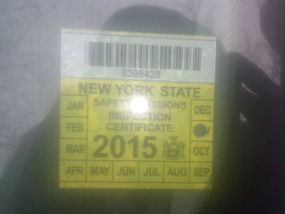 8399428
NEW YORK STATE
JAN SAFETY/EMISSIONS DEC
INSPECTION
FEB CERTIFICATE
MAR 2015 OCT
APR MAY JUN JUL AUG SEP